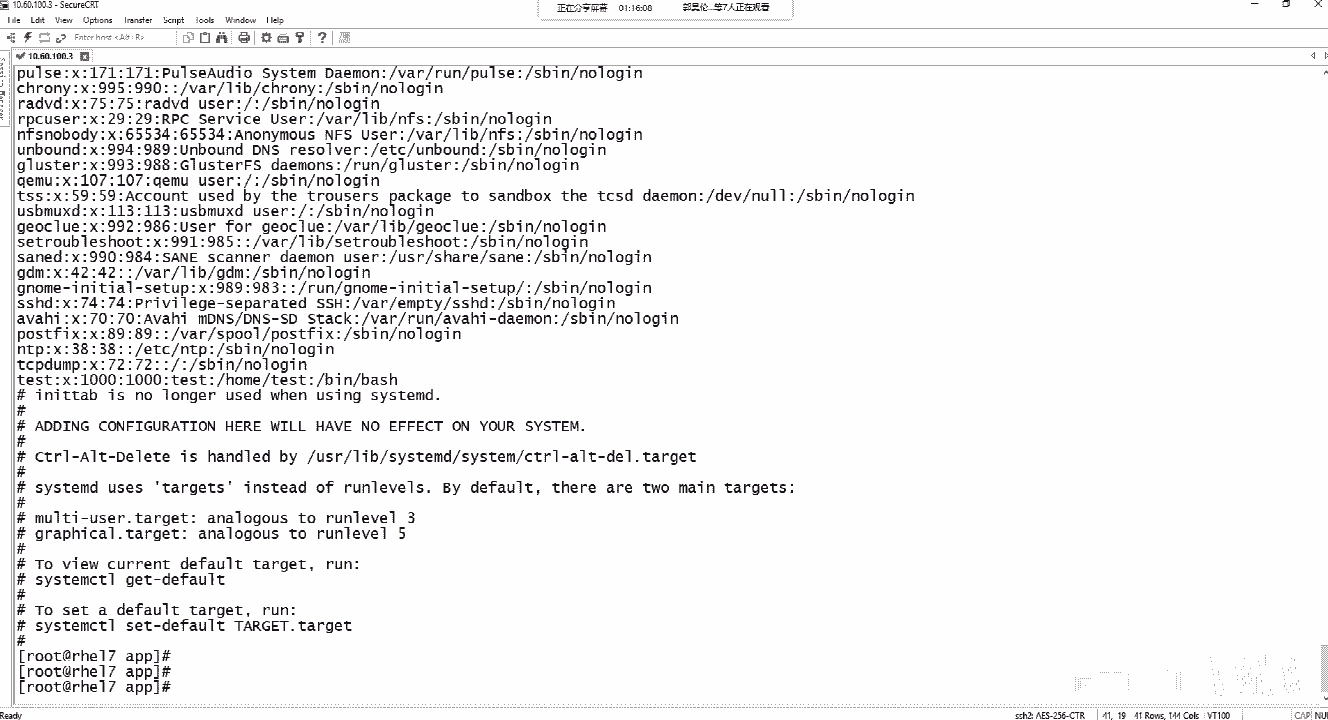 10.60.100.3 - SecureCRT
正在分享屏幕 01:16:08 郭昊伦...等7人正在观看
File Edit View Options Transfer Script Tools Window Help
Enter host <Alt+R>
10.60.100.3
pulse:x:171:171:PulseAudio System Daemon:/var/run/pulse:/sbin/nologin
chrony:x:995:990::/var/lib/chrony:/sbin/nologin
radvd:x:75:75:radvd user:/:/sbin/nologin
rpcuser:x:29:29:RPC Service User:/var/lib/nfs:/sbin/nologin
nfsnobody:x:65534:65534:Anonymous NFS User:/var/lib/nfs:/sbin/nologin
unbound:x:994:989:Unbound DNS resolver:/etc/unbound:/sbin/nologin
gluster:x:993:988:GlusterFS daemons:/run/gluster:/sbin/nologin
qemu:x:107:107:qemu user:/:/sbin/nologin
tss:x:59:59:Account used by the trousers package to sandbox the tcsd daemon:/dev/null:/sbin/nologin
usbmuxd:x:113:113:usbmuxd user:/:/sbin/nologin
geoclue:x:992:986:User for geoclue:/var/lib/geoclue:/sbin/nologin
setroubleshoot:x:991:985::/var/lib/setroubleshoot:/sbin/nologin
saned:x:990:984:SANE scanner daemon user:/usr/share/sane:/sbin/nologin
gdm:x:42:42::/var/lib/gdm:/sbin/nologin
gnome-initial-setup:x:989:983::/run/gnome-initial-setup/:/sbin/nologin
sshd:x:74:74:Privilege-separated SSH:/var/empty/sshd:/sbin/nologin
avahi:x:70:70:Avahi mDNS/DNS-SD Stack:/var/run/avahi-daemon:/sbin/nologin
postfix:x:89:89::/var/spool/postfix:/sbin/nologin
ntp:x:38:38::/etc/ntp:/sbin/nologin
tcpdump:x:72:72::/:/sbin/nologin
test:x:1000:1000:test:/home/test:/bin/bash
# inittab is no longer used when using systemd.
#
# ADDING CONFIGURATION HERE WILL HAVE NO EFFECT ON YOUR SYSTEM.
#
# Ctrl-Alt-Delete is handled by /usr/lib/systemd/system/ctrl-alt-del.target
#
# systemd uses 'targets' instead of runlevels. By default, there are two main targets:
#
# multi-user.target: analogous to runlevel 3
# graphical.target: analogous to runlevel 5
#
# To view current default target, run:
# systemctl get-default
#
# To set a default target, run:
# systemctl set-default TARGET.target
#
[root@rhel7 app]#
[root@rhel7 app]#
[root@rhel7 app]#
Ready ssh2: AES-256-CTR 41, 19 41 Rows, 144 Cols VT100 CAP NUM